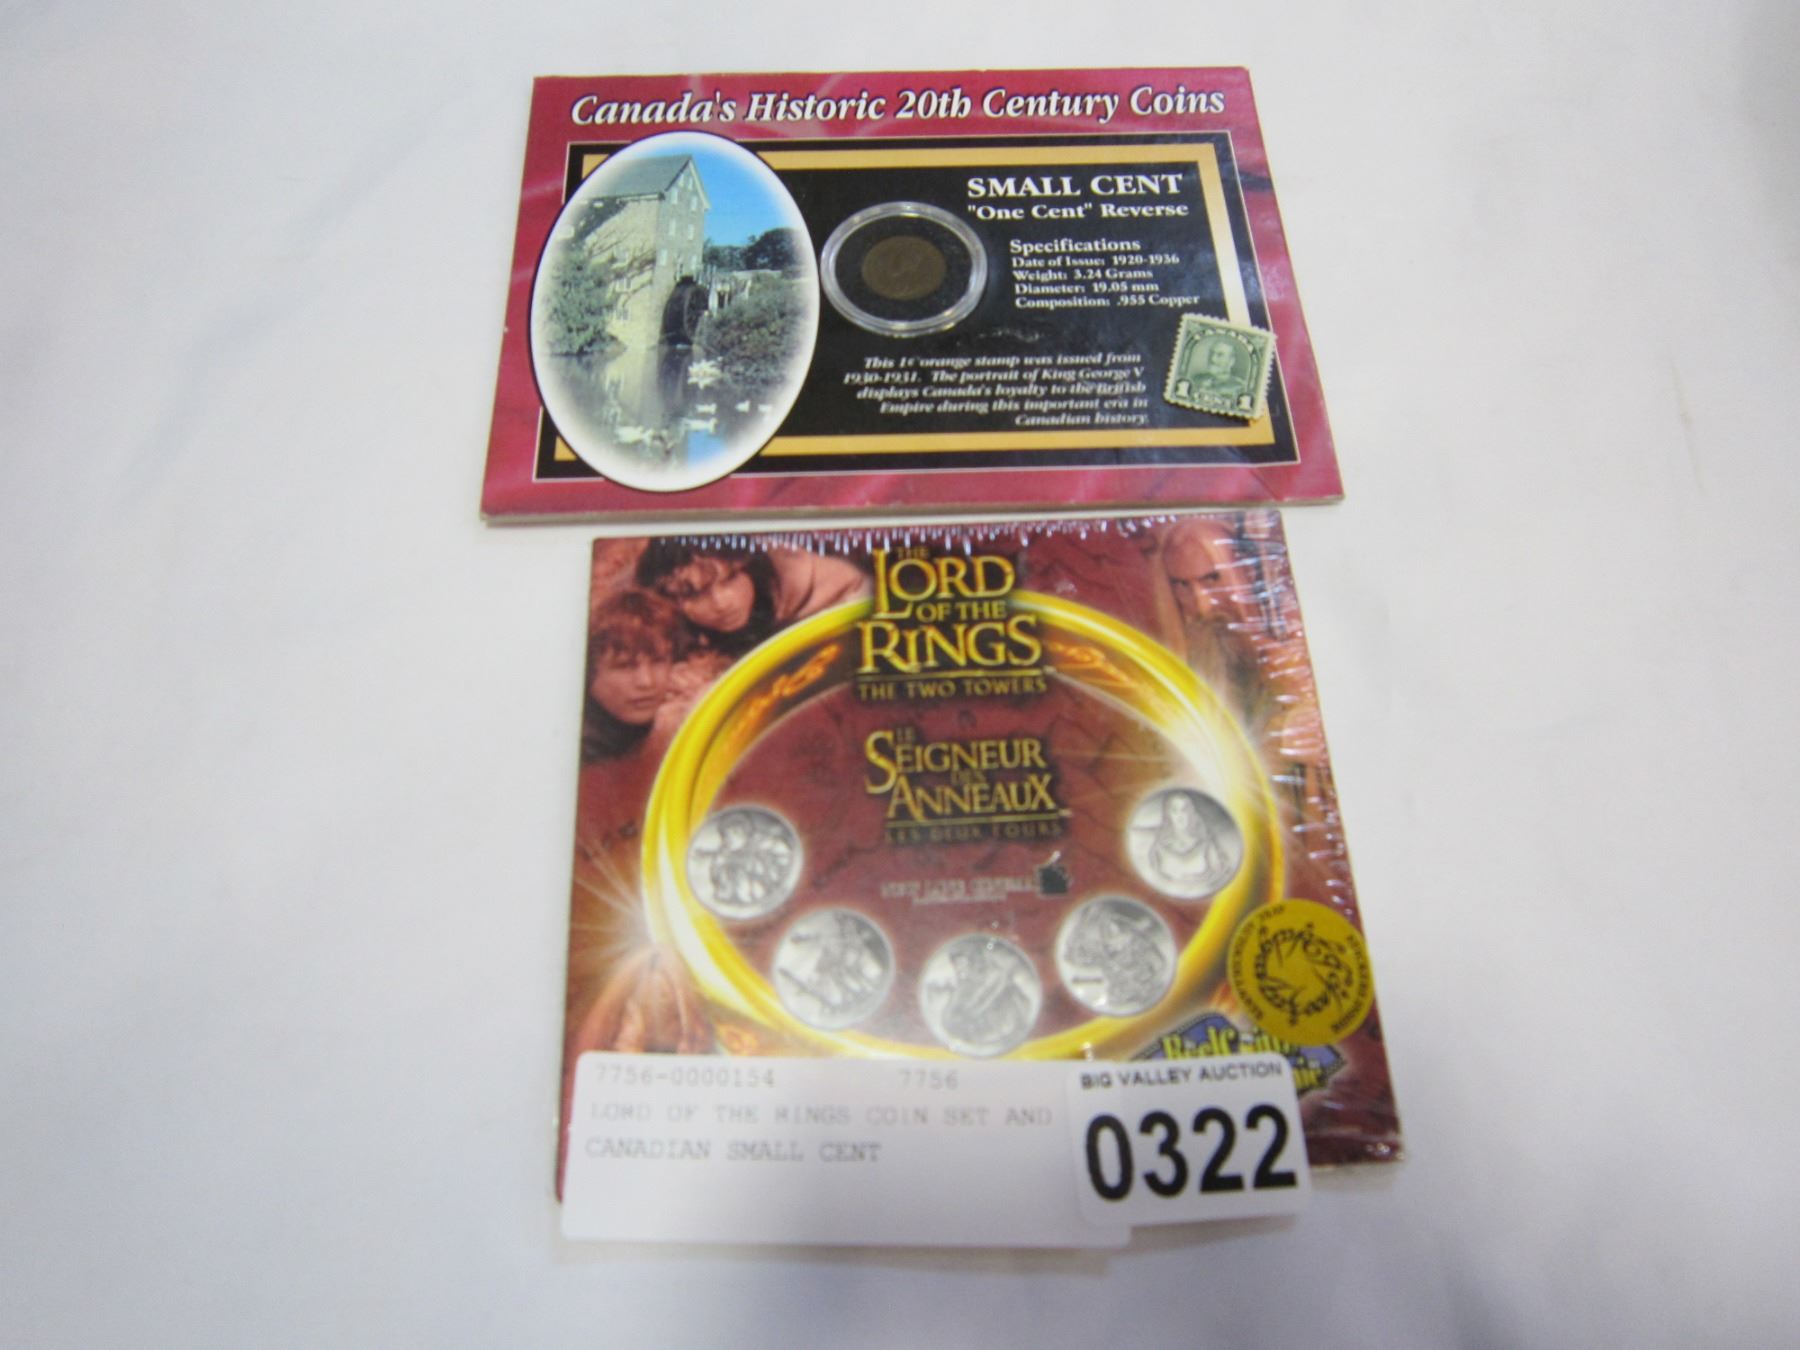 Canada's Historic 20th Century Coins
SMALL CENT
"One Cent" Reverse
Specifications
Date of Issue: 1920-1936
Weight: 3.24 Grams
Diameter: 19.05 mm
Composition: .955 Copper
This 1¢ orange stamp was issued from
1930-1931. The portrait of King George V
displays Canada's loyalty to the British
Empire during this important era in
Canadian history.
CANADA
1 1
THE
LORD
OF THE
RINGS
THE TWO TOWERS
LE
SEIGNEUR
DES
ANNEAUX
LES DEUX TOURS
7756-0000154 7756
LORD OF THE RINGS COIN SET AND
CANADIAN SMALL CENT
BIG VALLEY AUCTION
0322